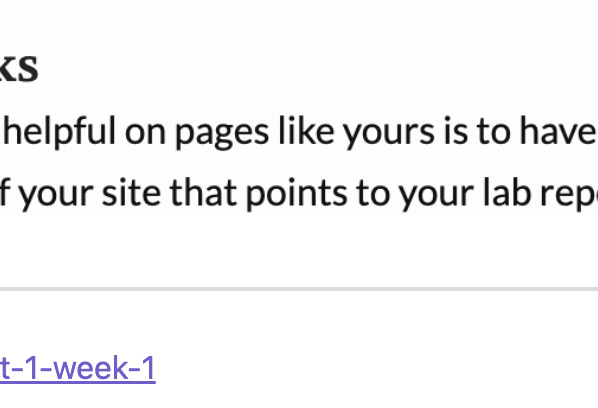 ks
helpful on pages like yours is to have
f your site that points to your lab rep
t-1-week-1